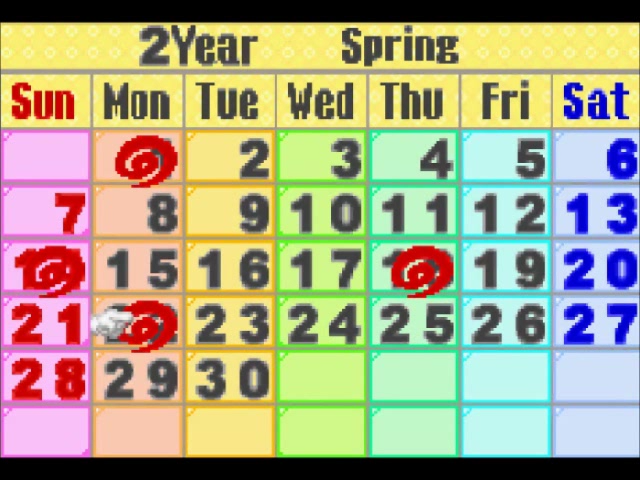 2Year Spring
Sun Mon Tue Wed Thu Fri Sat
2 3 4 5 6
7 8 9 10 11 12 13
15 16 17 19 20
21 23 24 25 26 27
28 29 30